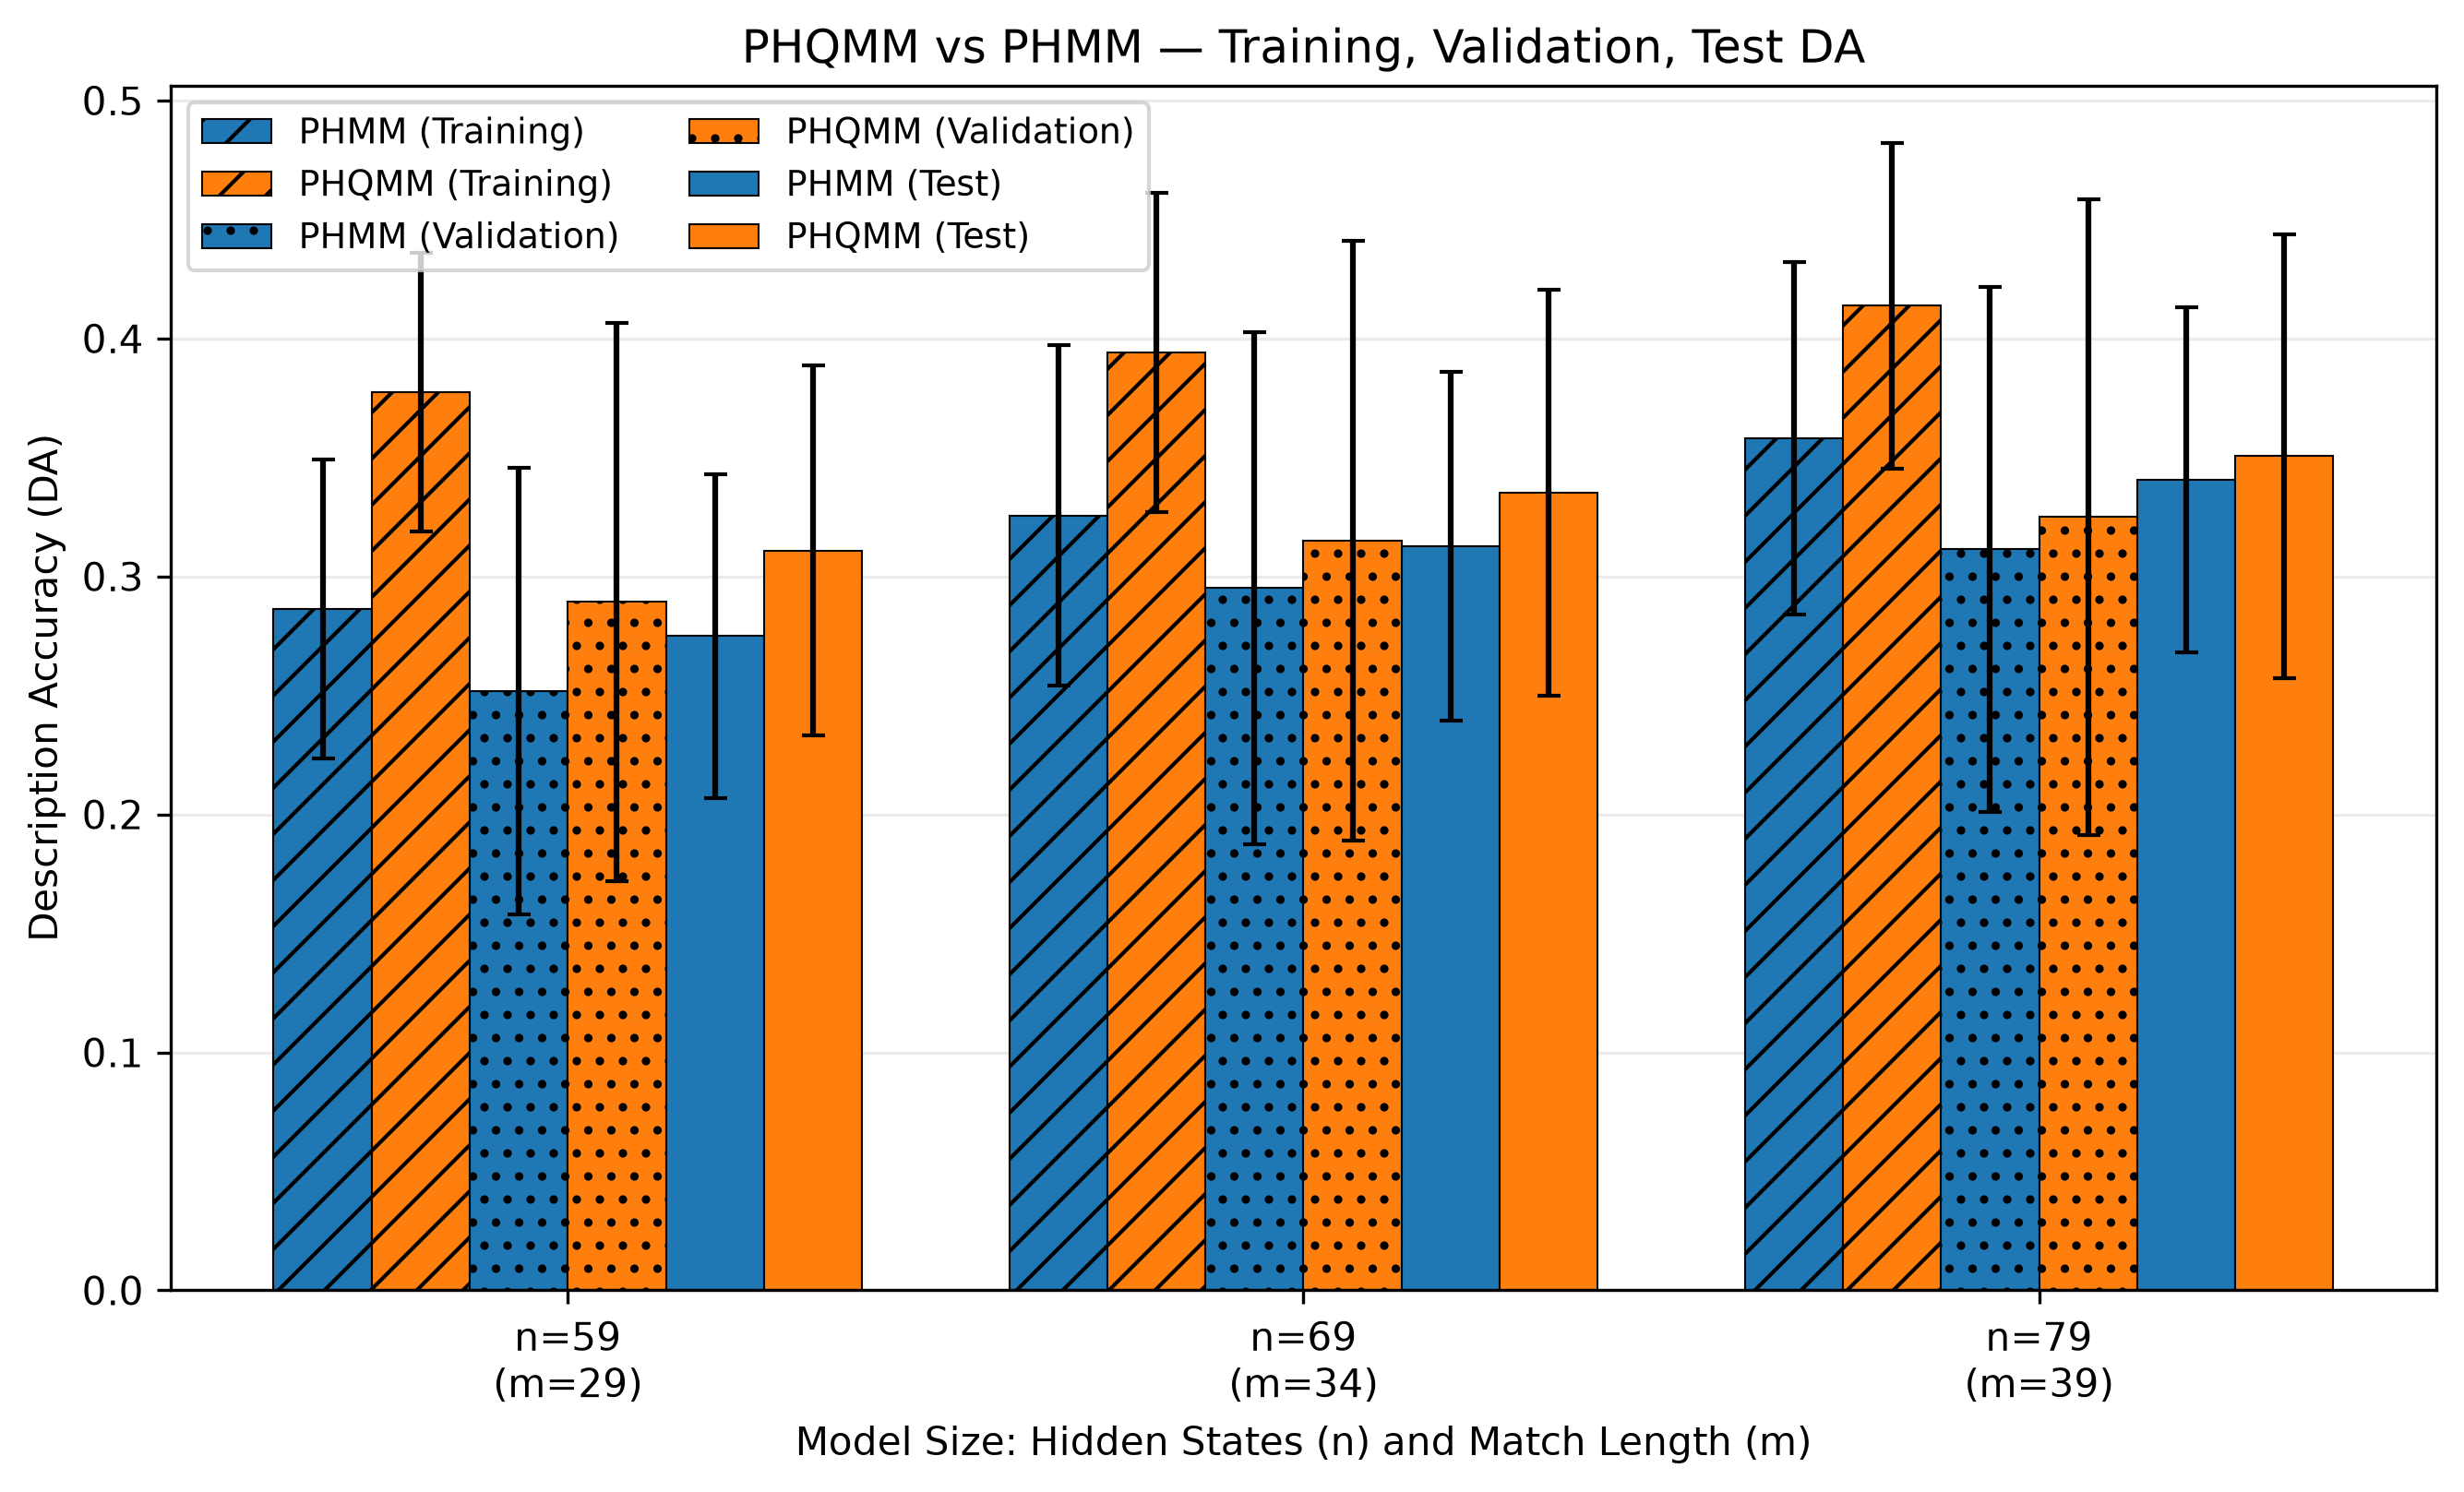 PHQMM vs PHMM — Training, Validation, Test DA
PHMM (Training)
PHQMM (Training)
PHMM (Validation)
PHQMM (Validation)
PHMM (Test)
PHQMM (Test)
Description Accuracy (DA)
0.5
0.4
0.3
0.2
0.1
0.0
n=59
(m=29)
n=69
(m=34)
n=79
(m=39)
Model Size: Hidden States (n) and Match Length (m)